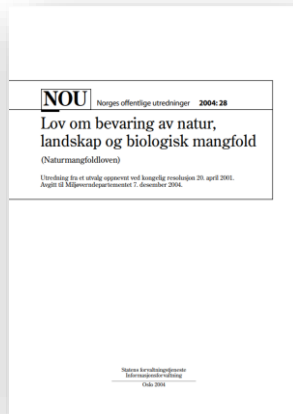 NOU Norges offentlige utredninger 2004: 28
Lov om bevaring av natur,
landskap og biologisk mangfold
(Naturmangfoldloven)
Utredning fra et utvalg oppnevnt ved kongelig resolusjon 20. april 2001.
Avgitt til Miljøverndepartementet 7. desember 2004.
Statens forvaltningstjeneste
Informasjonsforvaltning
Oslo 2004